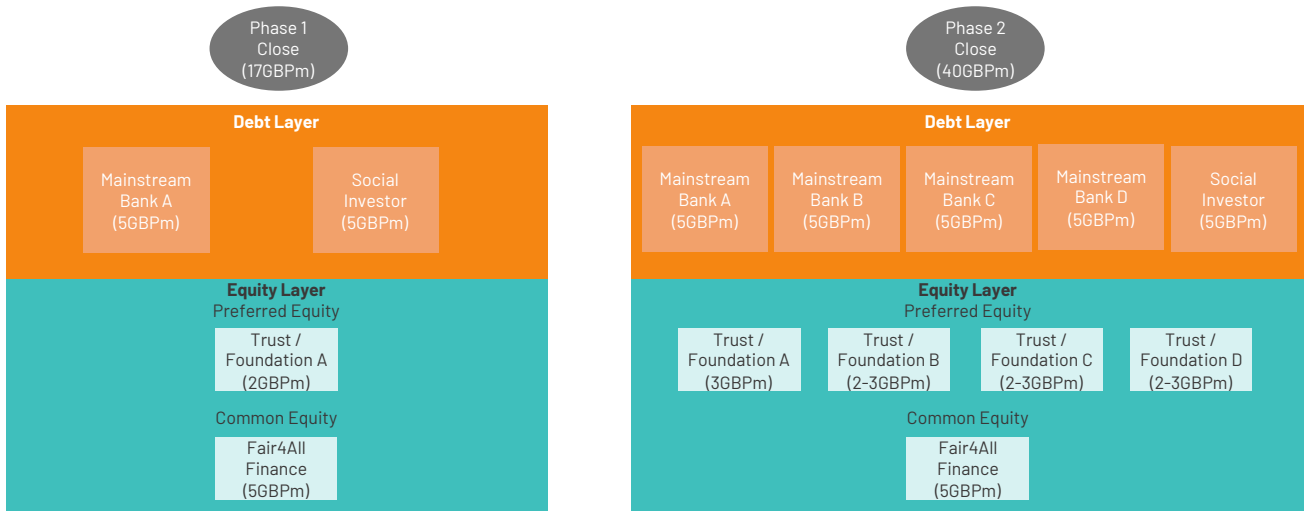 Phase 1
Close
(17GBPm)
Debt Layer
Mainstream
Bank A
(5GBPm)
Social
Investor
(5GBPm)
Equity Layer
Preferred Equity
Trust /
Foundation A
(2GBPm)
Common Equity
Fair4All
Finance
(5GBPm)
Phase 2
Close
(40GBPm)
Debt Layer
Mainstream
Bank A
(5GBPm)
Mainstream
Bank B
(5GBPm)
Mainstream
Bank C
(5GBPm)
Mainstream
Bank D
(5GBPm)
Social
Investor
(5GBPm)
Equity Layer
Preferred Equity
Trust /
Foundation A
(3GBPm)
Trust /
Foundation B
(2-3GBPm)
Trust /
Foundation C
(2-3GBPm)
Trust /
Foundation D
(2-3GBPm)
Common Equity
Fair4All
Finance
(5GBPm)